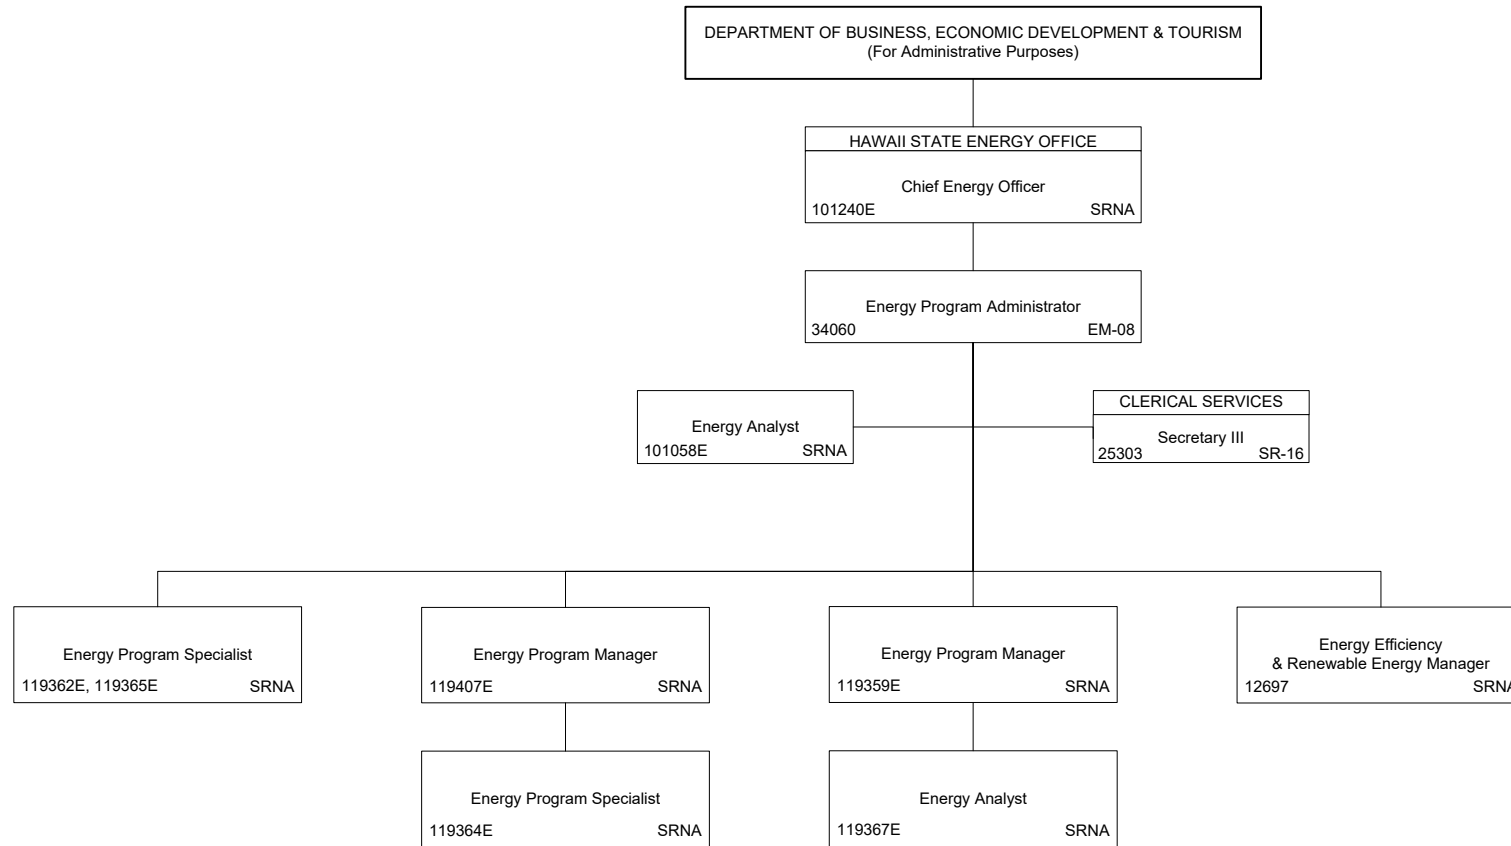 DEPARTMENT OF BUSINESS, ECONOMIC DEVELOPMENT & TOURISM
(For Administrative Purposes)
HAWAII STATE ENERGY OFFICE
Chief Energy Officer
101240E SRNA
Energy Program Administrator
34060 EM-08
Energy Analyst
101058E SRNA
CLERICAL SERVICES
Secretary III
25303 SR-16
Energy Program Specialist
119362E, 119365E SRNA
Energy Program Manager
119407E SRNA
Energy Program Manager
119359E SRNA
Energy Efficiency
& Renewable Energy Manager
12697 SRNA
Energy Program Specialist
119364E SRNA
Energy Analyst
119367E SRNA